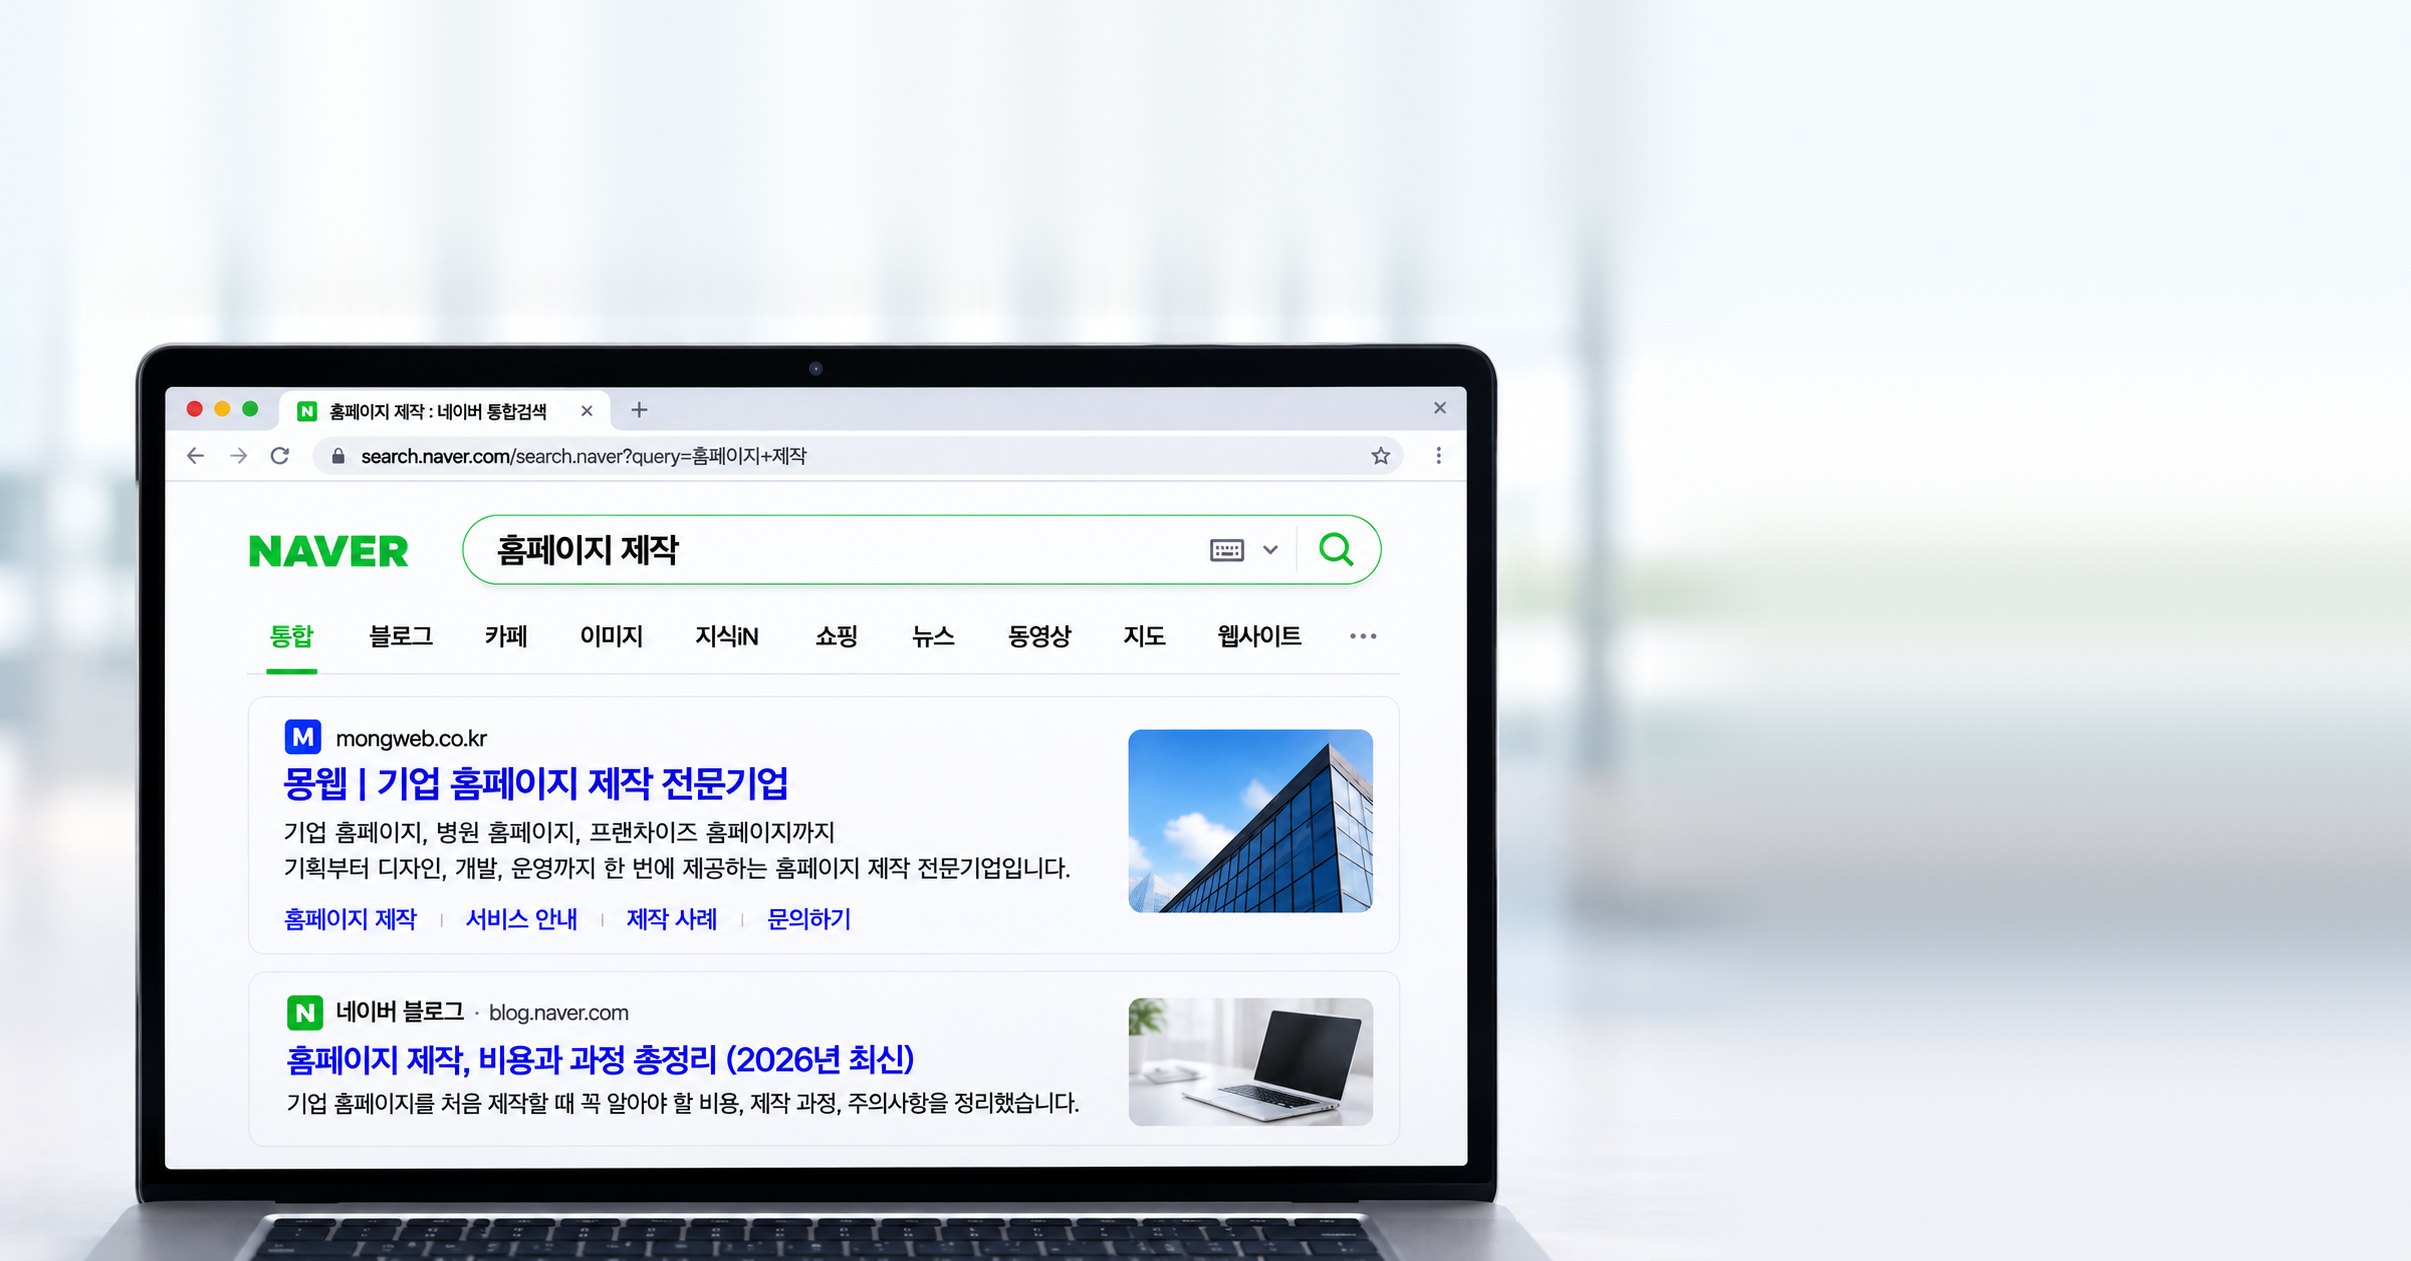 홈페이지 제작 : 네이버 통합검색
search.naver.com/search.naver?query=홈페이지+제작
NAVER
홈페이지 제작
통합 블로그 카페 이미지 지식iN 쇼핑 뉴스 동영상 지도 웹사이트
M mongweb.co.kr
몽웹 | 기업 홈페이지 제작 전문기업
기업 홈페이지, 병원 홈페이지, 프랜차이즈 홈페이지까지
기획부터 디자인, 개발, 운영까지 한 번에 제공하는 홈페이지 제작 전문기업입니다.
홈페이지 제작 | 서비스 안내 | 제작 사례 | 문의하기
N 네이버 블로그 · blog.naver.com
홈페이지 제작, 비용과 과정 총정리 (2026년 최신)
기업 홈페이지를 처음 제작할 때 꼭 알아야 할 비용, 제작 과정, 주의사항을 정리했습니다.